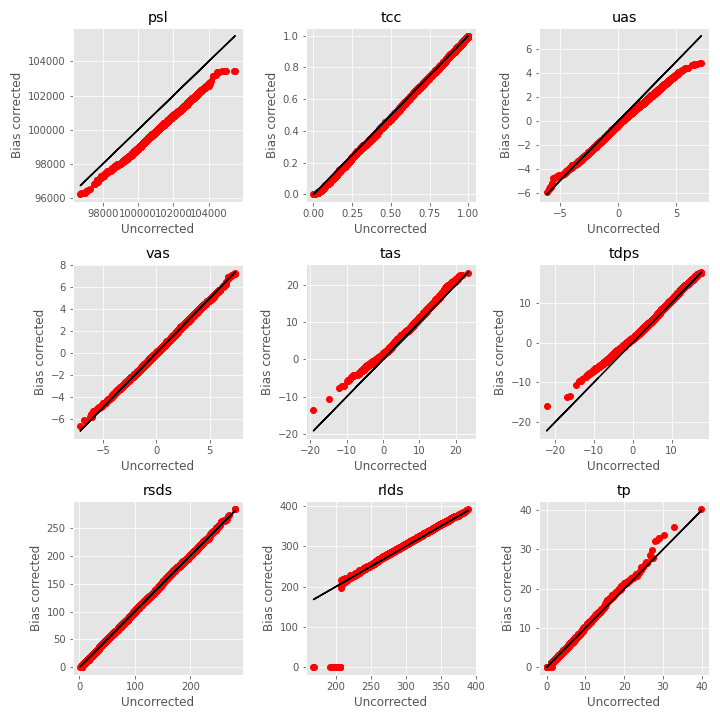 psl
tcc
uas
104000
102000
100000
98000
96000
1.0
0.8
0.6
0.4
0.2
0.0
6
4
2
0
−2
−4
−6
Bias corrected
Bias corrected
Bias corrected
98000 100000 102000 104000
0.00 0.25 0.50 0.75 1.00
−5 0 5
Uncorrected
Uncorrected
Uncorrected
vas
tas
tdps
8
6
4
2
0
−2
−4
−6
20
10
0
−10
−20
10
0
−10
−20
Bias corrected
Bias corrected
Bias corrected
−5 0 5
−20 −10 0 10 20
−20 −10 0 10
Uncorrected
Uncorrected
Uncorrected
rsds
rlds
tp
250
200
150
100
50
0
400
300
200
100
0
40
30
20
10
0
Bias corrected
Bias corrected
Bias corrected
0 100 200
200 250 300 350 400
0 10 20 30 40
Uncorrected
Uncorrected
Uncorrected